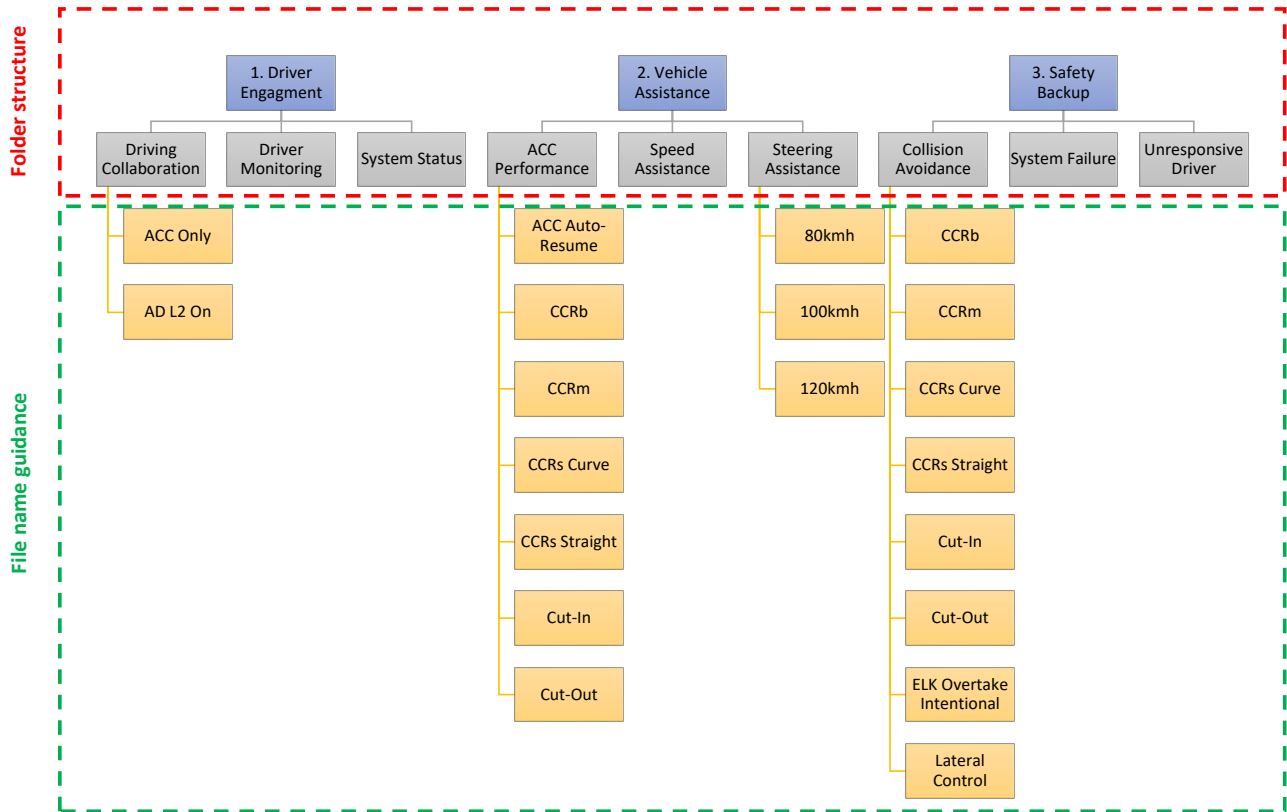 Folder structure
1. Driver
Engagment
2. Vehicle
Assistance
3. Safety
Backup
Driving
Collaboration
Driver
Monitoring
System Status
ACC
Performance
Speed
Assistance
Steering
Assistance
Collision
Avoidance
System Failure
Unresponsive
Driver
File name guidance
ACC Only
AD L2 On
ACC Auto-
Resume
CCRb
CCRm
CCRs Curve
CCRs Straight
Cut-In
Cut-Out
80kmh
100kmh
120kmh
CCRb
CCRm
CCRs Curve
CCRs Straight
Cut-In
Cut-Out
ELK Overtake
Intentional
Lateral
Control